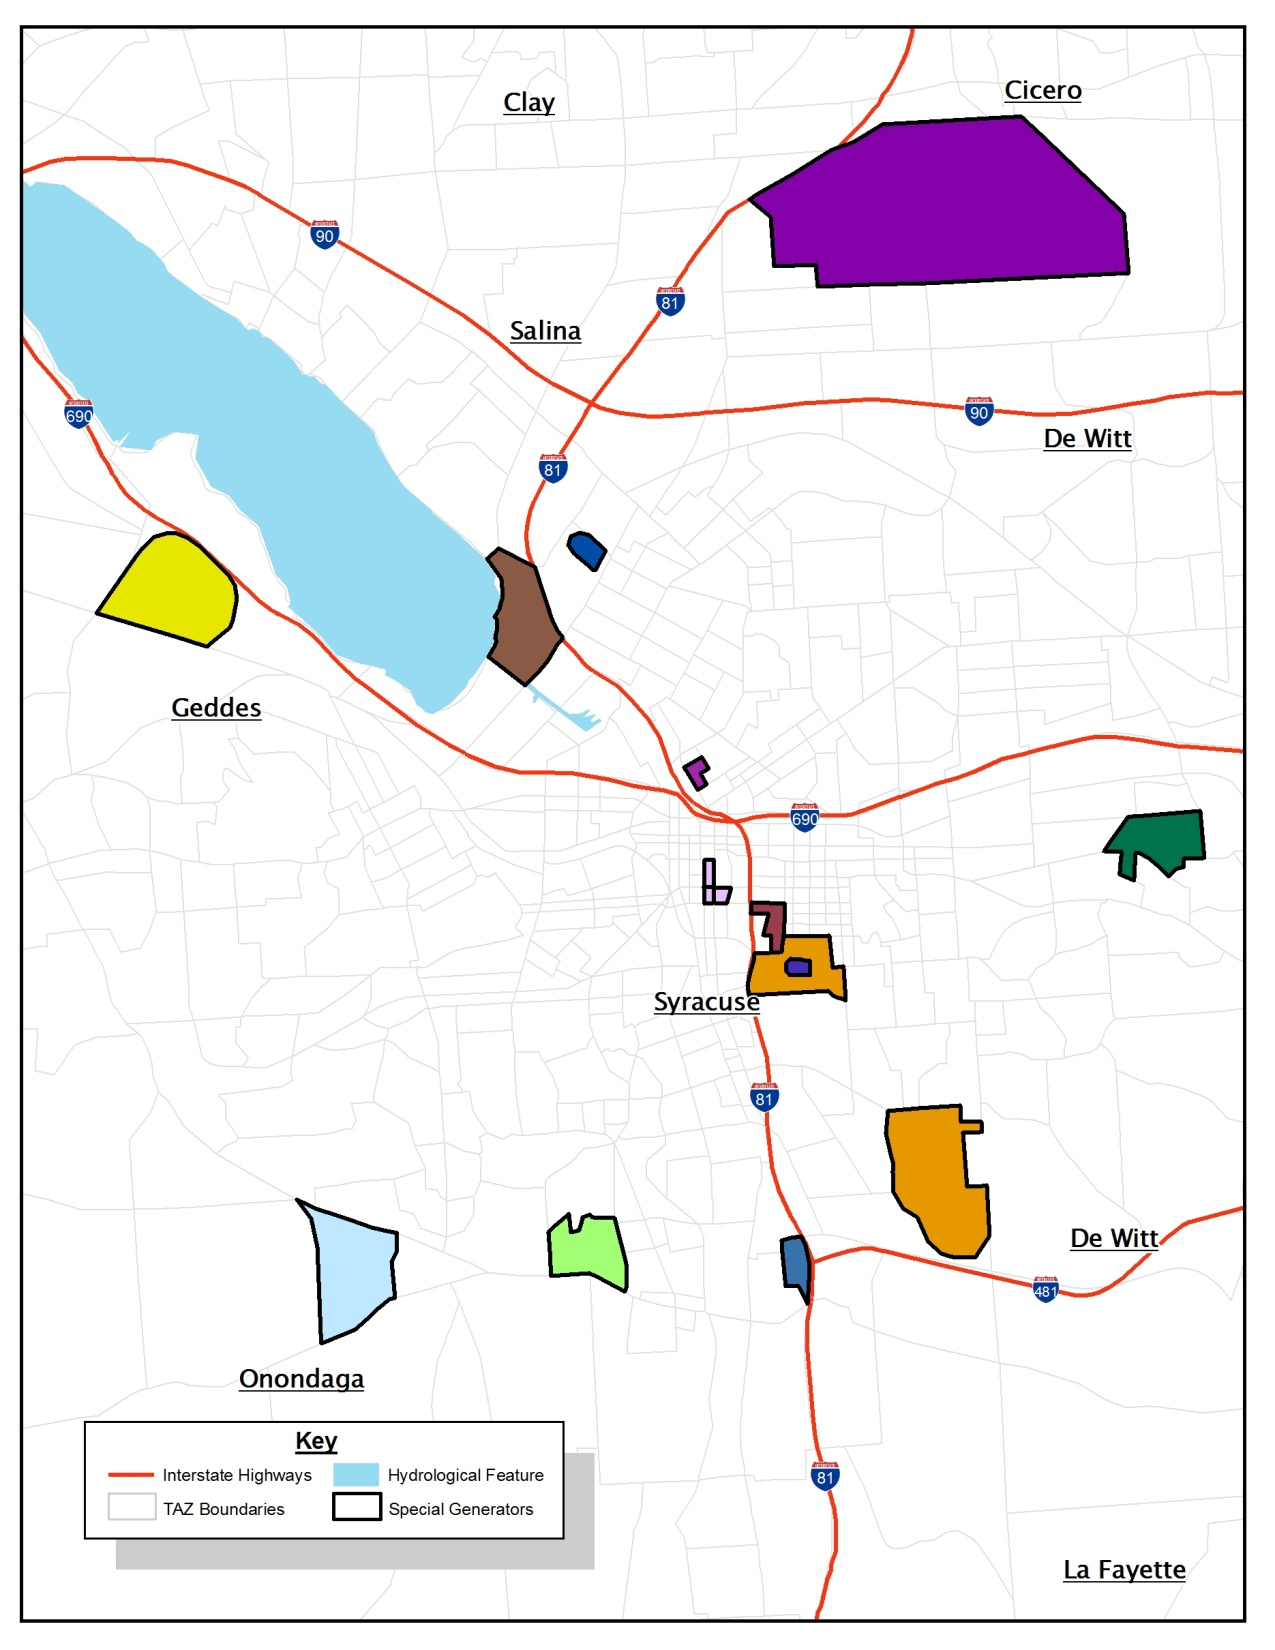 Cicero
Clay
90
81
Salina
90
690
De Witt
81
Geddes
690
Syracuse
81
De Witt
481
Onondaga
Key
Interstate Highways
Hydrological Feature
TAZ Boundaries
Special Generators
81
La Fayette